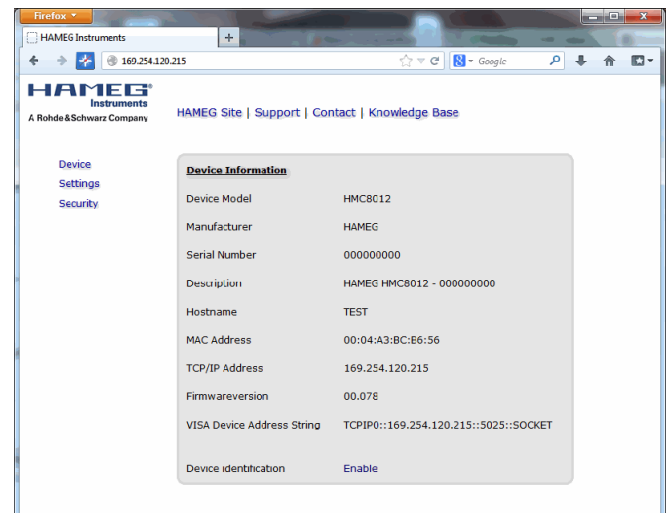 Firefox
HAMEG Instruments
169.254.120.215
Google
HAMEG®
Instruments
A Rohde & Schwarz Company
HAMEG Site | Support | Contact | Knowledge Base
Device
Settings
Security
Device Information
Device Model HMC8012
Manufacturer HAMEG
Serial Number 000000000
Description HAMEG HMC8012 - 000000000
Hostname TEST
MAC Address 00:04:A3:BC:E6:56
TCP/IP Address 169.254.120.215
Firmwareversion 00.078
VISA Device Address String TCPIP0::169.254.120.215::5025::SOCKET
Device Identification Enable